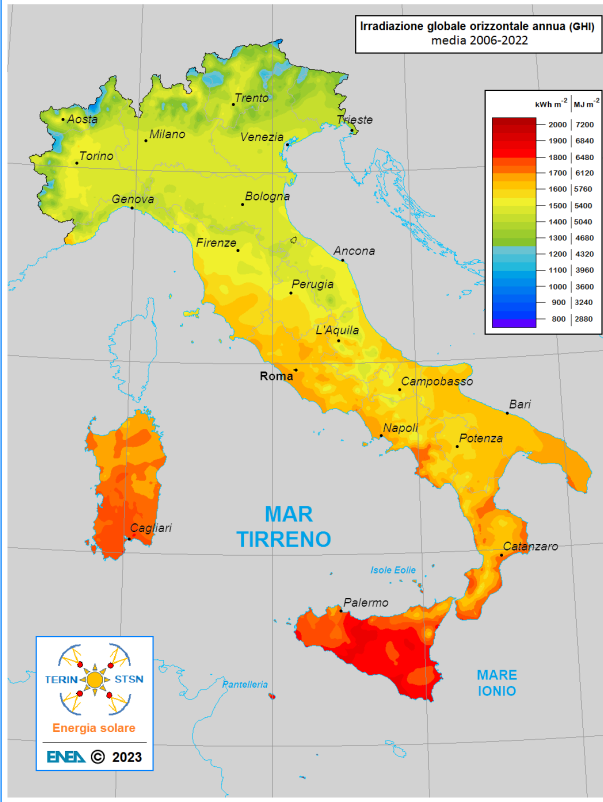 Irradiazione globale orizzontale annua (GHI)
media 2006-2022
kWh m-2 MJ m-2
2000 7200
1900 6840
1800 6480
1700 6120
1600 5760
1500 5400
1400 5040
1300 4680
1200 4320
1100 3960
1000 3600
900 3240
800 2880
Trento
Aosta
Trieste
Milano
Venezia
Torino
Genova
Bologna
Firenze
Ancona
Perugia
L'Aquila
Roma
Campobasso
Bari
Napoli
Potenza
MAR
TIRRENO
Cagliari
Catanzaro
Isole Eolie
Palermo
MARE
IONIO
Pantelleria
TERIN STSN
Energia solare
ENEA © 2023